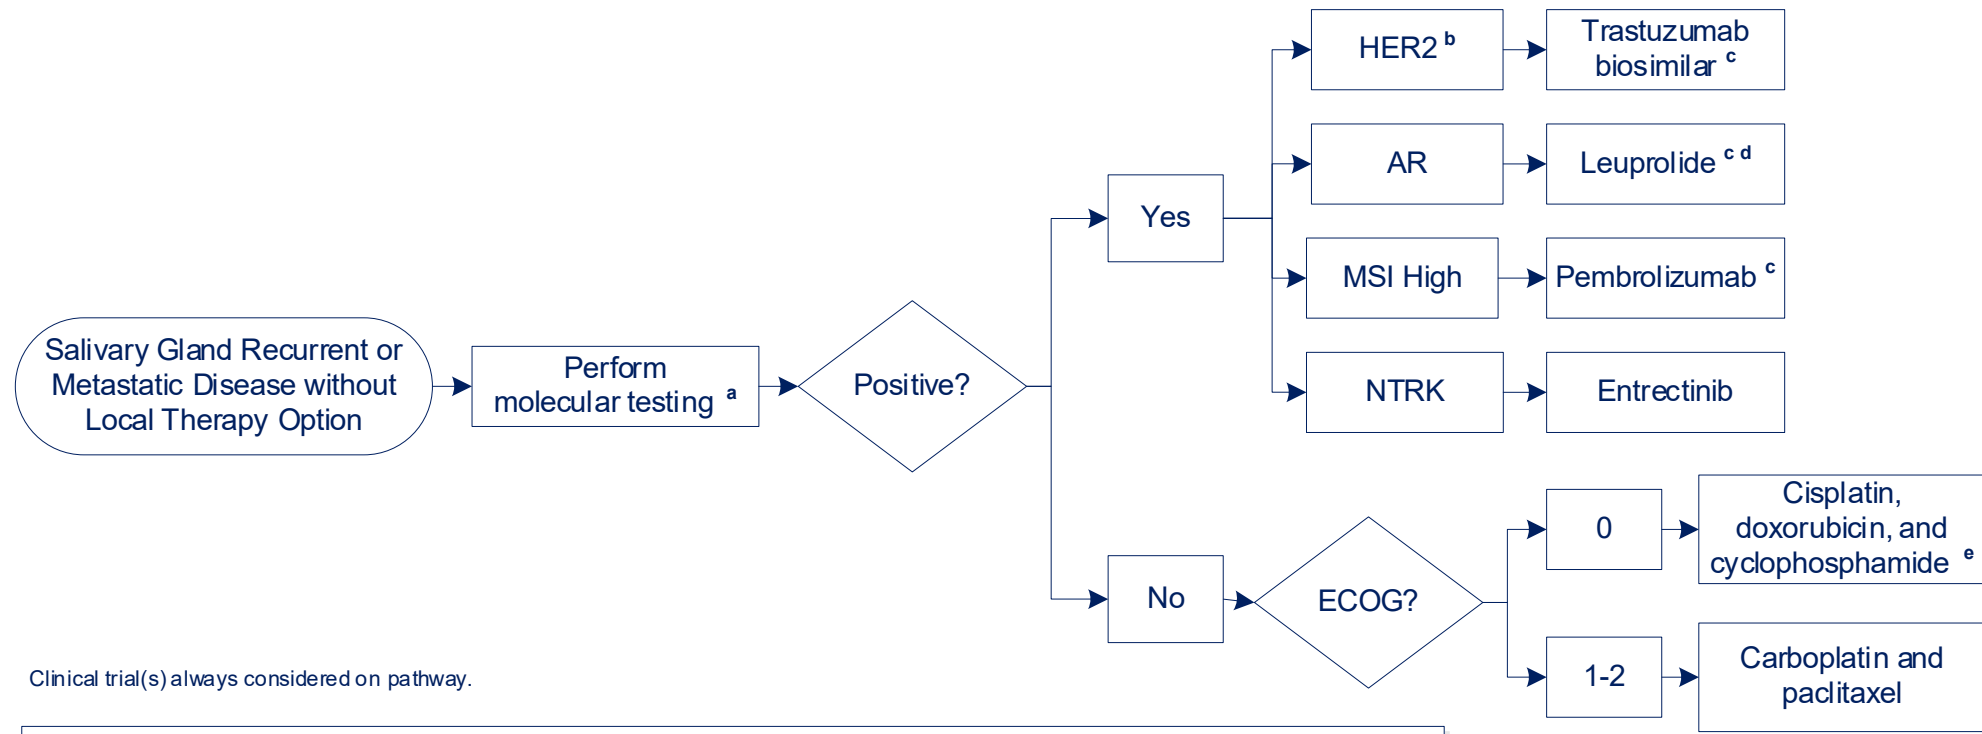 Salivary Gland Recurrent or
Metastatic Disease without
Local Therapy Option
Perform
molecular testing a
Positive?
Yes
HER2 b
Trastuzumab
biosimilar c
AR
Leuprolide c d
MSI High
Pembrolizumab c
NTRK
Entrectinib
No
ECOG?
0
Cisplatin,
doxorubicin, and
cyclophosphamide e
1-2
Carboplatin and
paclitaxel
Clinical trial(s) always considered on pathway.